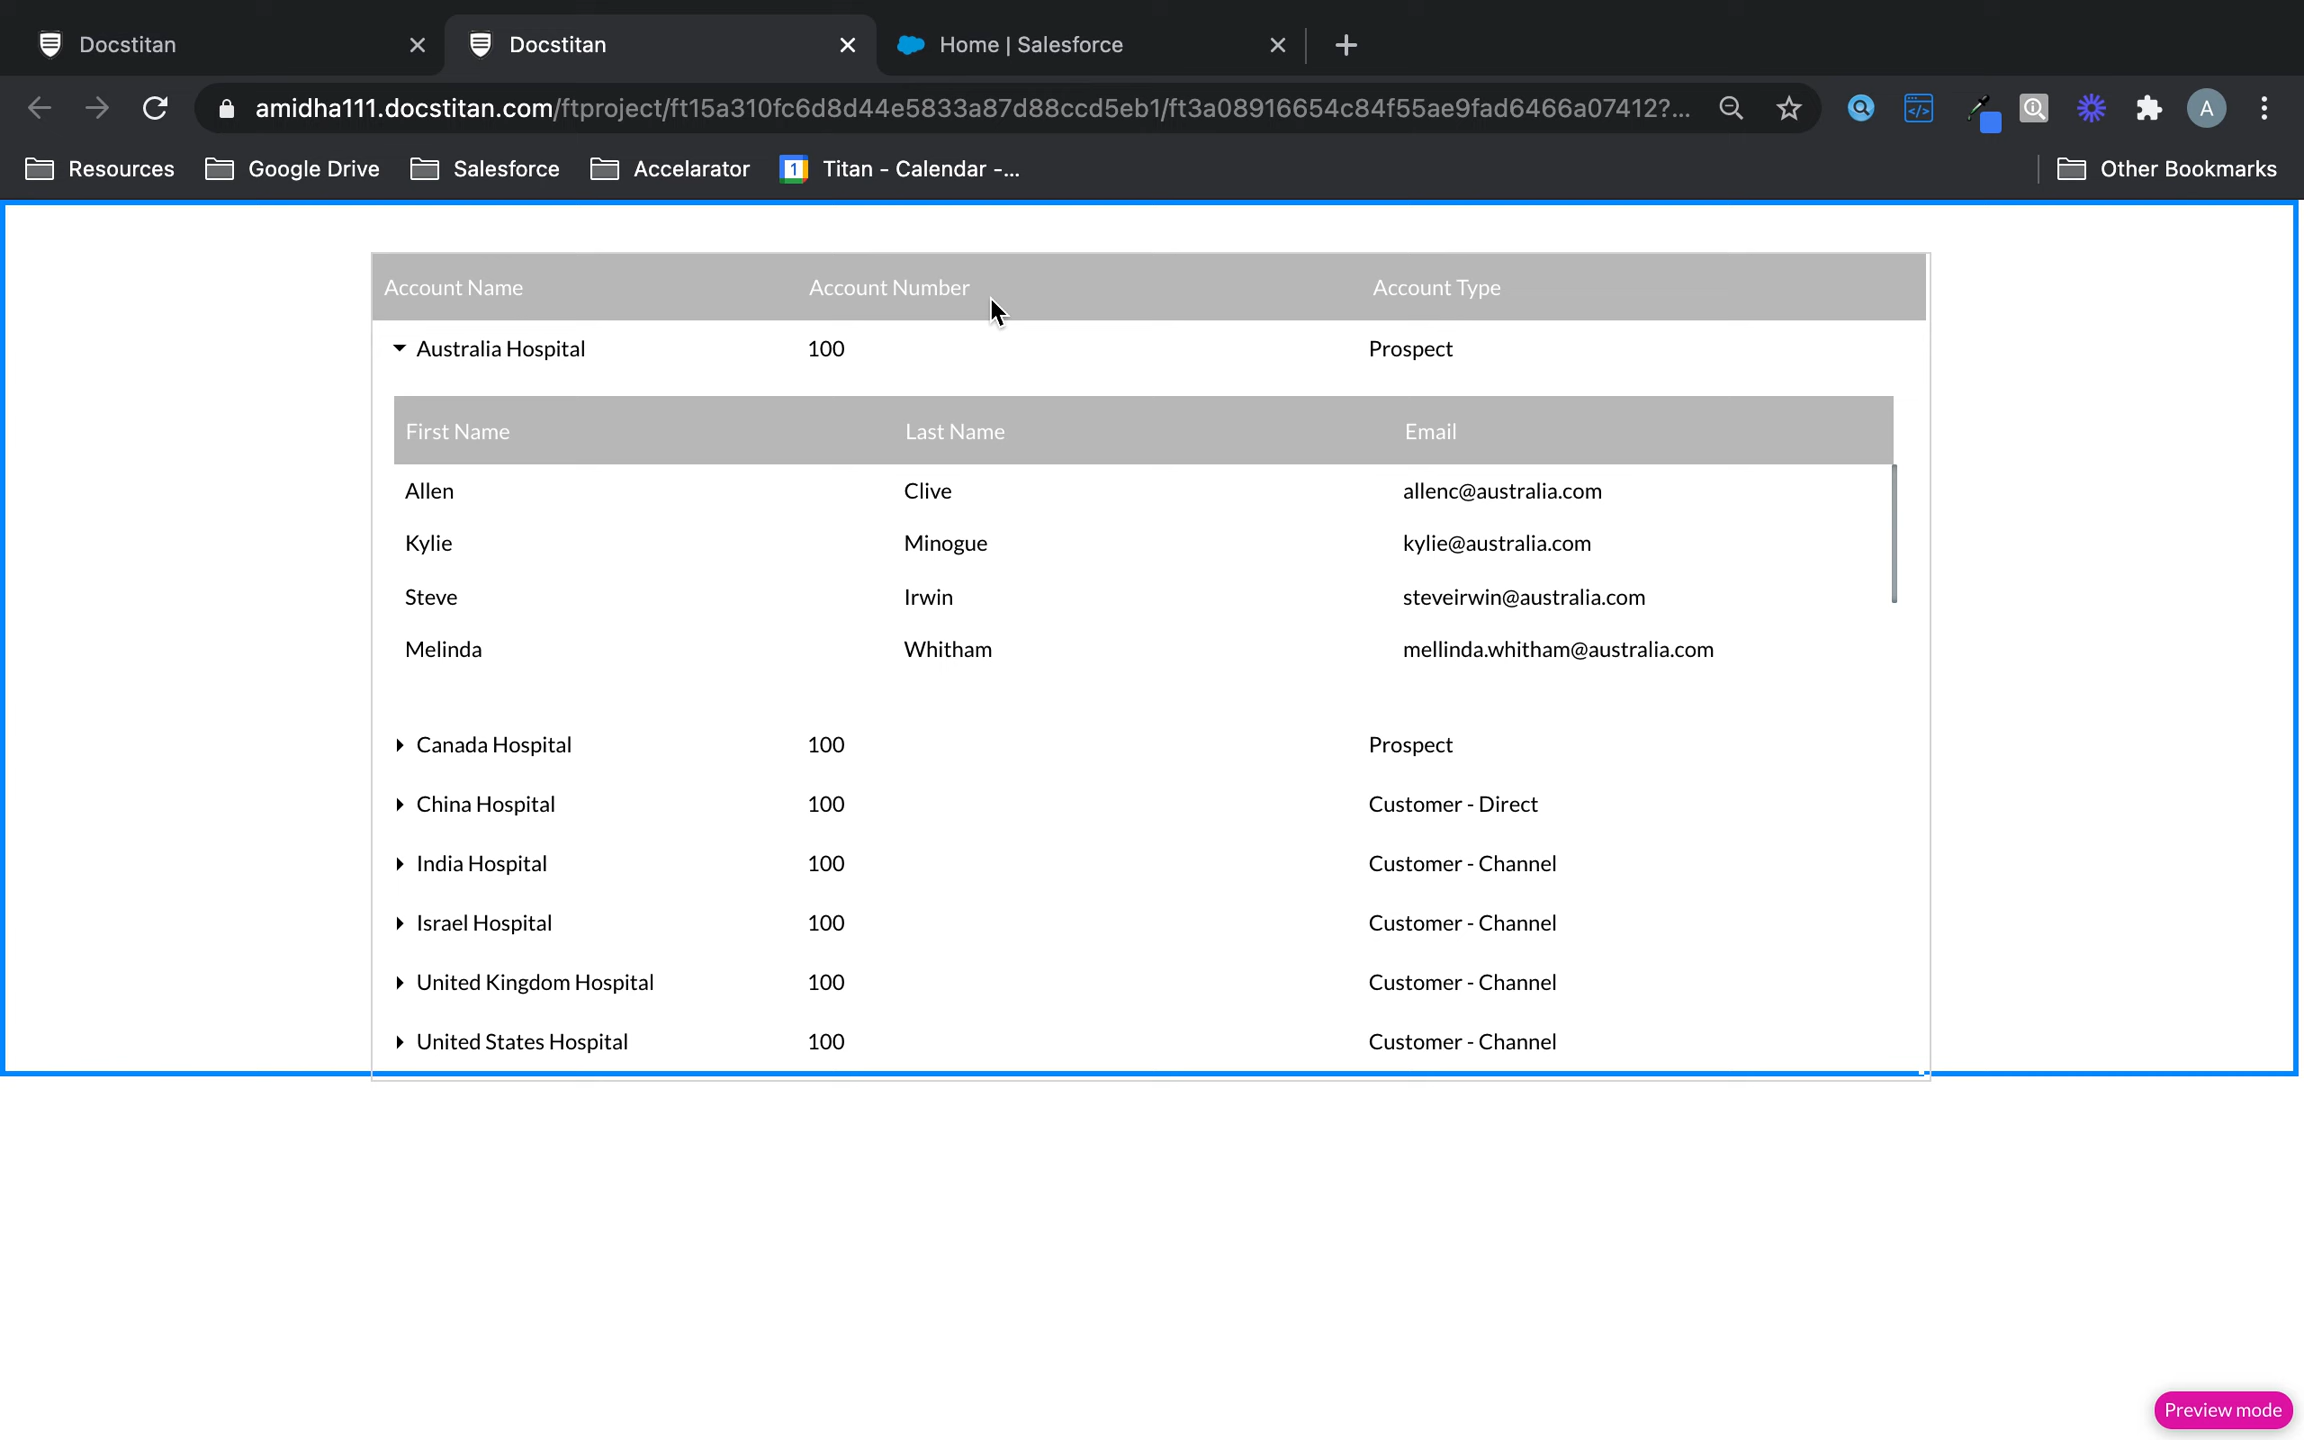 Docstitan Docstitan Home | Salesforce
amidha111.docstitan.com/ftproject/ft15a310fc6d8d44e5833a87d88ccd5eb1/ft3a08916654c84f55ae9fad6466a07412?... A
Resources Google Drive Salesforce Accelarator 1 Titan - Calendar -... Other Bookmarks
Account Name Account Number Account Type
Australia Hospital 100 Prospect
First Name Last Name Email
Allen Clive allenc@australia.com
Kylie Minogue kylie@australia.com
Steve Irwin steveirwin@australia.com
Melinda Whitham mellinda.whitham@australia.com
Canada Hospital 100 Prospect
China Hospital 100 Customer - Direct
India Hospital 100 Customer - Channel
Israel Hospital 100 Customer - Channel
United Kingdom Hospital 100 Customer - Channel
United States Hospital 100 Customer - Channel
Preview mode